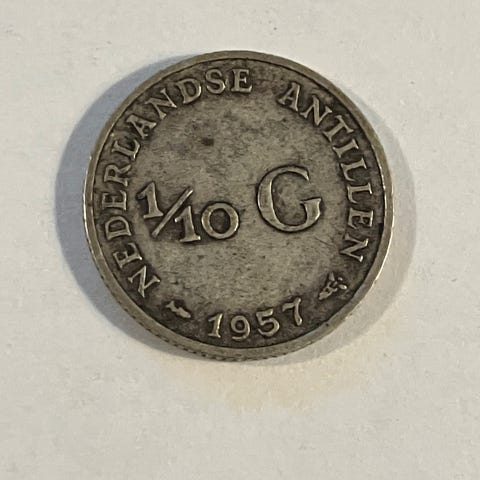 NEDERLANDSE ANTILLEN
1/10 G
1957